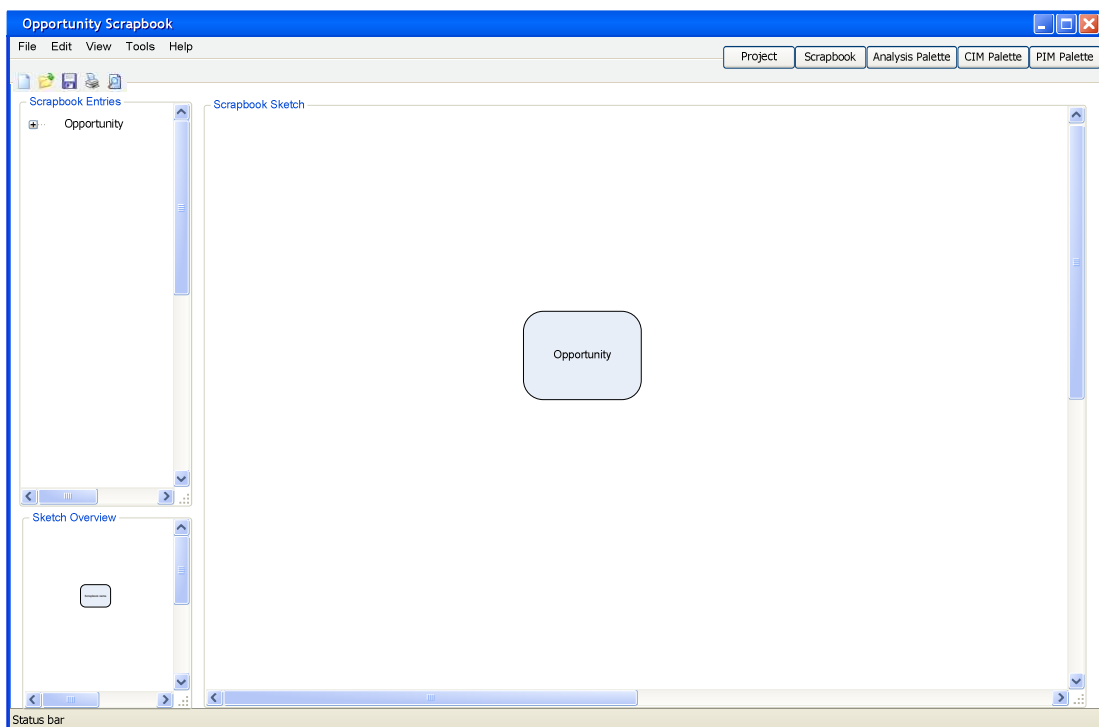 Opportunity Scrapbook
File Edit View Tools Help
Project Scrapbook Analysis Palette CIM Palette PIM Palette
Scrapbook Entries
Opportunity
Scrapbook Sketch
Opportunity
Sketch Overview
Status bar